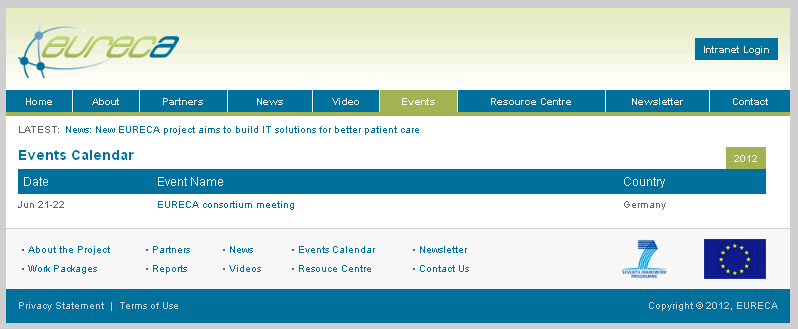 eureca
Intranet Login
Home About Partners News Video Events Resource Centre Newsletter Contact
LATEST: News: New EURECA project aims to build IT solutions for better patient care
Events Calendar
2012
Date Event Name Country
Jun 21-22 EURECA consortium meeting Germany
• About the Project • Partners • News • Events Calendar • Newsletter
• Work Packages • Reports • Videos • Resouce Centre • Contact Us
7
SEVENTH FRAMEWORK
PROGRAMME
Privacy Statement | Terms of Use Copyright © 2012, EURECA